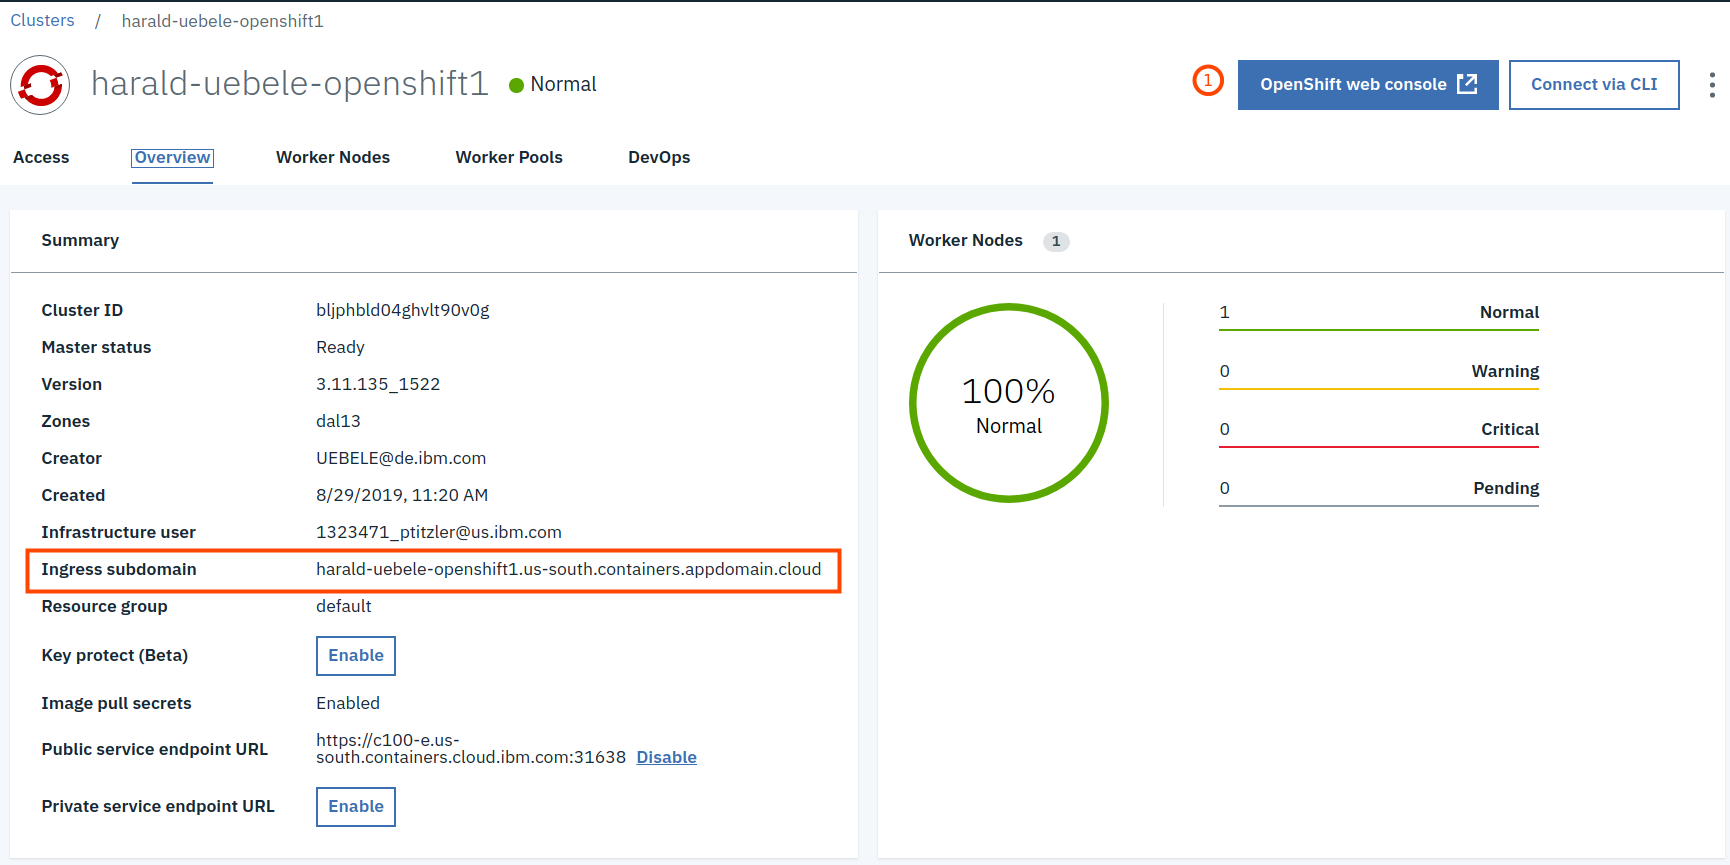 Clusters / harald-uebele-openshift1
harald-uebele-openshift1 Normal
1 OpenShift web console Connect via CLI
Access Overview Worker Nodes Worker Pools DevOps
Summary
Cluster ID bljphbld04ghvlt90v0g
Master status Ready
Version 3.11.135_1522
Zones dal13
Creator UEBELE@de.ibm.com
Created 8/29/2019, 11:20 AM
Infrastructure user 1323471_ptitzler@us.ibm.com
Ingress subdomain harald-uebele-openshift1.us-south.containers.appdomain.cloud
Resource group default
Key protect (Beta) Enable
Image pull secrets Enabled
Public service endpoint URL https://c100-e.us-
south.containers.cloud.ibm.com:31638 Disable
Private service endpoint URL Enable
Worker Nodes 1
100%
Normal
1 Normal
0 Warning
0 Critical
0 Pending